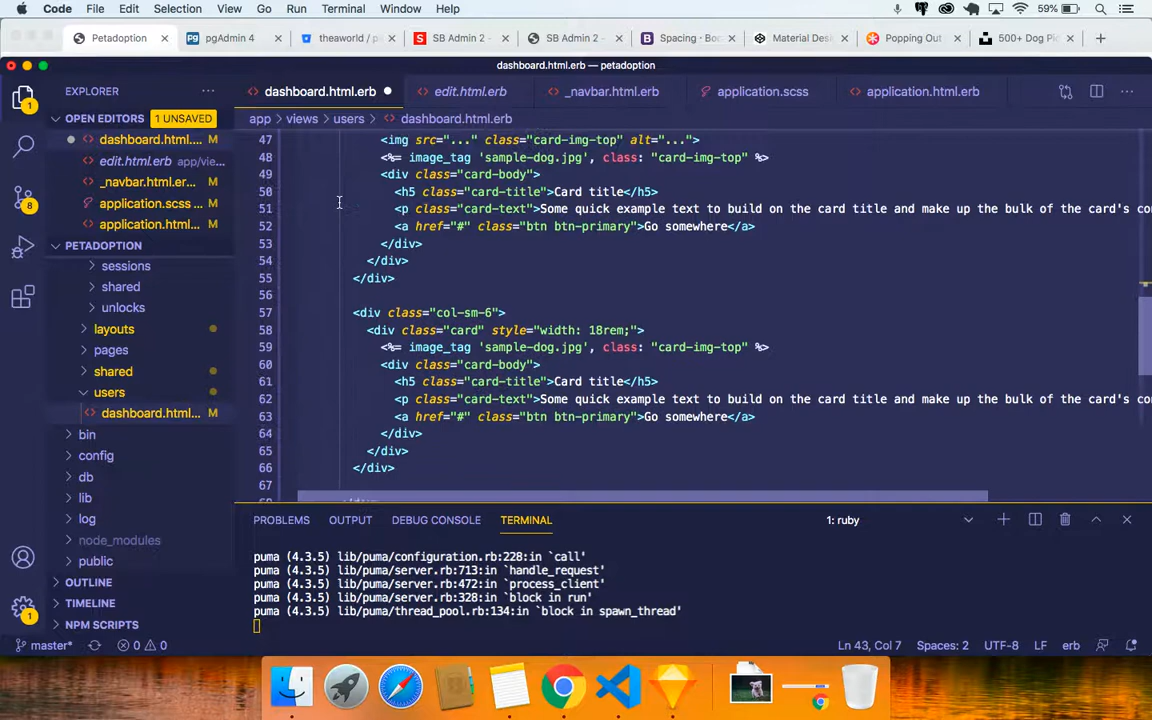 Code File Edit Selection View Go Run Terminal Window Help 59%
Petadoption pgAdmin 4 theaworld / p SB Admin 2 - SB Admin 2 - Spacing · Bo Material Des Popping Out 500+ Dog Pic
dashboard.html.erb — petadoption
EXPLORER
dashboard.html.erb edit.html.erb _navbar.html.erb application.scss application.html.erb
app > views > users > dashboard.html.erb
OPEN EDITORS 1 UNSAVED
dashboard.html....
edit.html.erb app/vie...
_navbar.html.er... M
application.scss ... M
application.html... M
PETADOPTION
sessions
shared
unlocks
layouts
pages
shared
users
dashboard.html... M
bin
config
db
lib
log
node_modules
public
OUTLINE
TIMELINE
NPM SCRIPTS
47 <img src="..." class="card-img-top" alt="...">
48 <%= image_tag 'sample-dog.jpg', class: "card-img-top" %>
49 <div class="card-body">
50 <h5 class="card-title">Card title</h5>
51 <p class="card-text">Some quick example text to build on the card title and make up the bulk of the card's co
52 <a href="#" class="btn btn-primary">Go somewhere</a>
53 </div>
54 </div>
55 </div>
56
57 <div class="col-sm-6">
58 <div class="card" style="width: 18rem;">
59 <%= image_tag 'sample-dog.jpg', class: "card-img-top" %>
60 <div class="card-body">
61 <h5 class="card-title">Card title</h5>
62 <p class="card-text">Some quick example text to build on the card title and make up the bulk of the card's co
63 <a href="#" class="btn btn-primary">Go somewhere</a>
64 </div>
65 </div>
66 </div>
67
PROBLEMS OUTPUT DEBUG CONSOLE TERMINAL 1: ruby
puma (4.3.5) lib/puma/configuration.rb:228:in `call'
puma (4.3.5) lib/puma/server.rb:713:in `handle_request'
puma (4.3.5) lib/puma/server.rb:472:in `process_client'
puma (4.3.5) lib/puma/server.rb:328:in `block in run'
puma (4.3.5) lib/puma/thread_pool.rb:134:in `block in spawn_thread'
1
8
1
master* 0 0 Ln 43, Col 7 Spaces: 2 UTF-8 LF erb